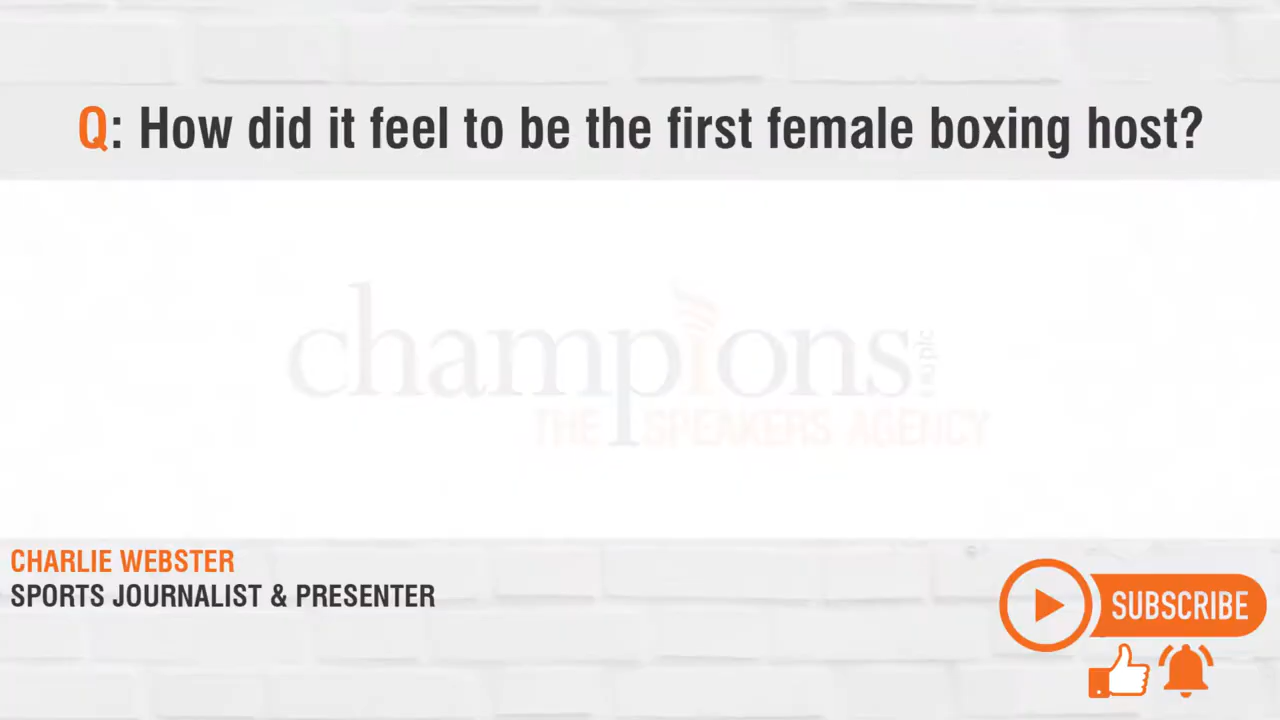 Q: How did it feel to be the first female boxing host?
champions
THE SPEAKERS AGENCY
CHARLIE WEBSTER
SPORTS JOURNALIST & PRESENTER
SUBSCRIBE